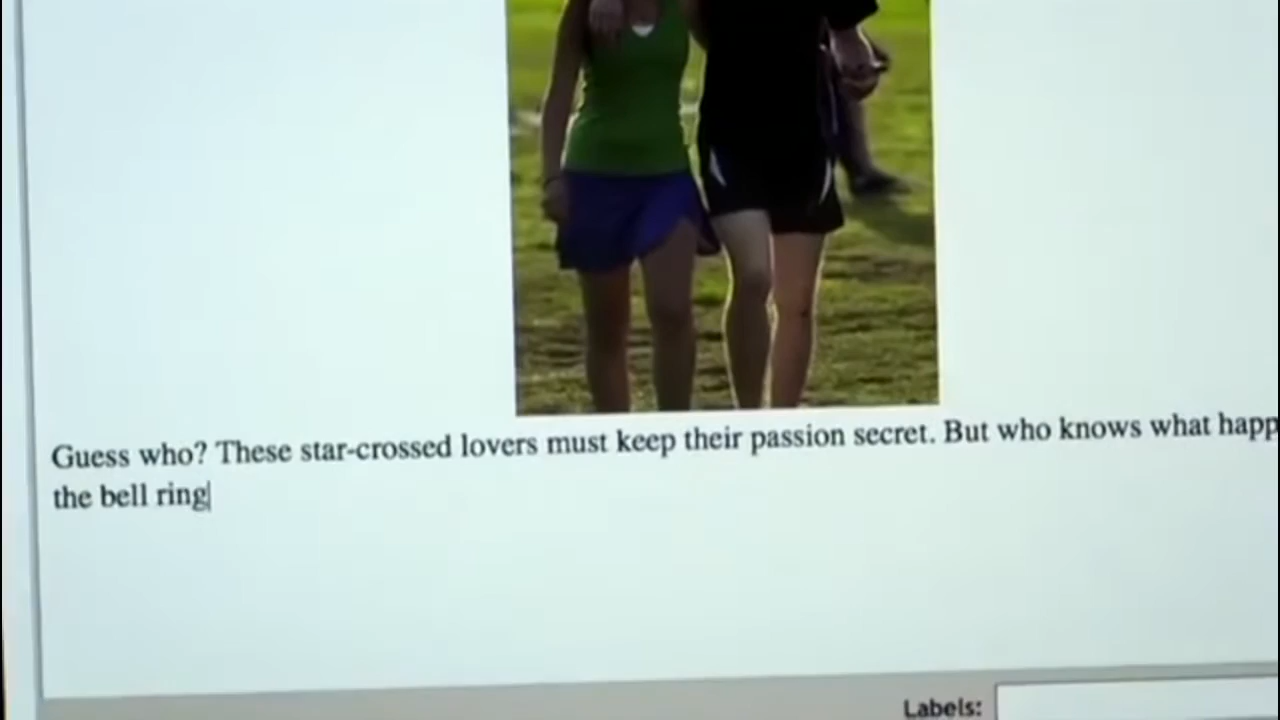 Guess who? These star-crossed lovers must keep their passion secret. But who knows what happ
the bell ring
Labels: